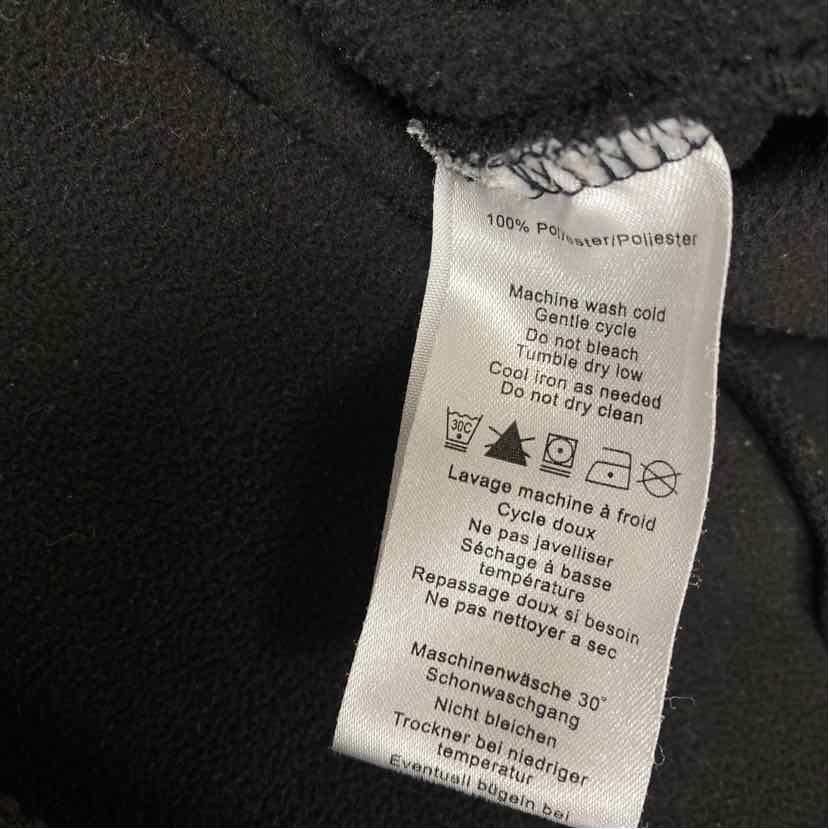 100% Polyester/Poliester
Machine wash cold
Gentle cycle
Do not bleach
Tumble dry low
Cool iron as needed
Do not dry clean
30C
Lavage machine à froid
Cycle doux
Ne pas javelliser
Séchage à basse
température
Repassage doux si besoin
Ne pas nettoyer a sec
Maschinenwäsche 30°
Schonwaschgang
Nicht bleichen
Trockner bei niedriger
temperatur
Eventuall bügeln bei